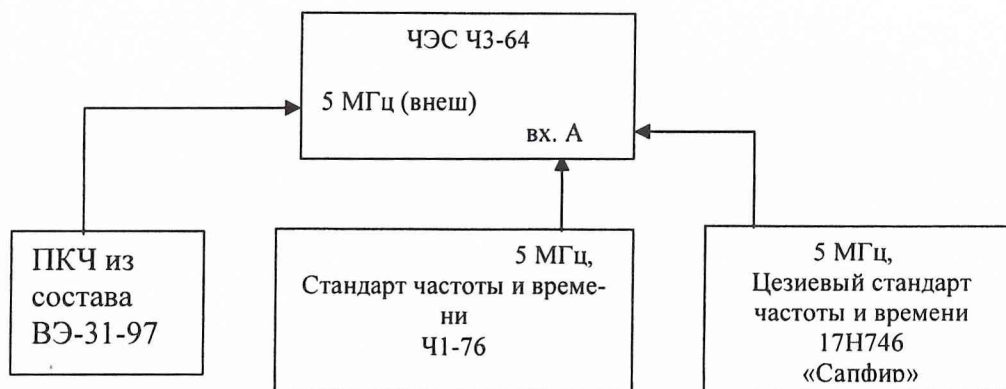 ЧЭС ЧЗ-64
5 МГц (внеш)
вх. А
ПКЧ из
состава
ВЭ-31-97
5 МГц,
Стандарт частоты и време-
ни
Ч1-76
5 МГц,
Цезиевый стандарт
частоты и времени
17Н746
«Сапфир»